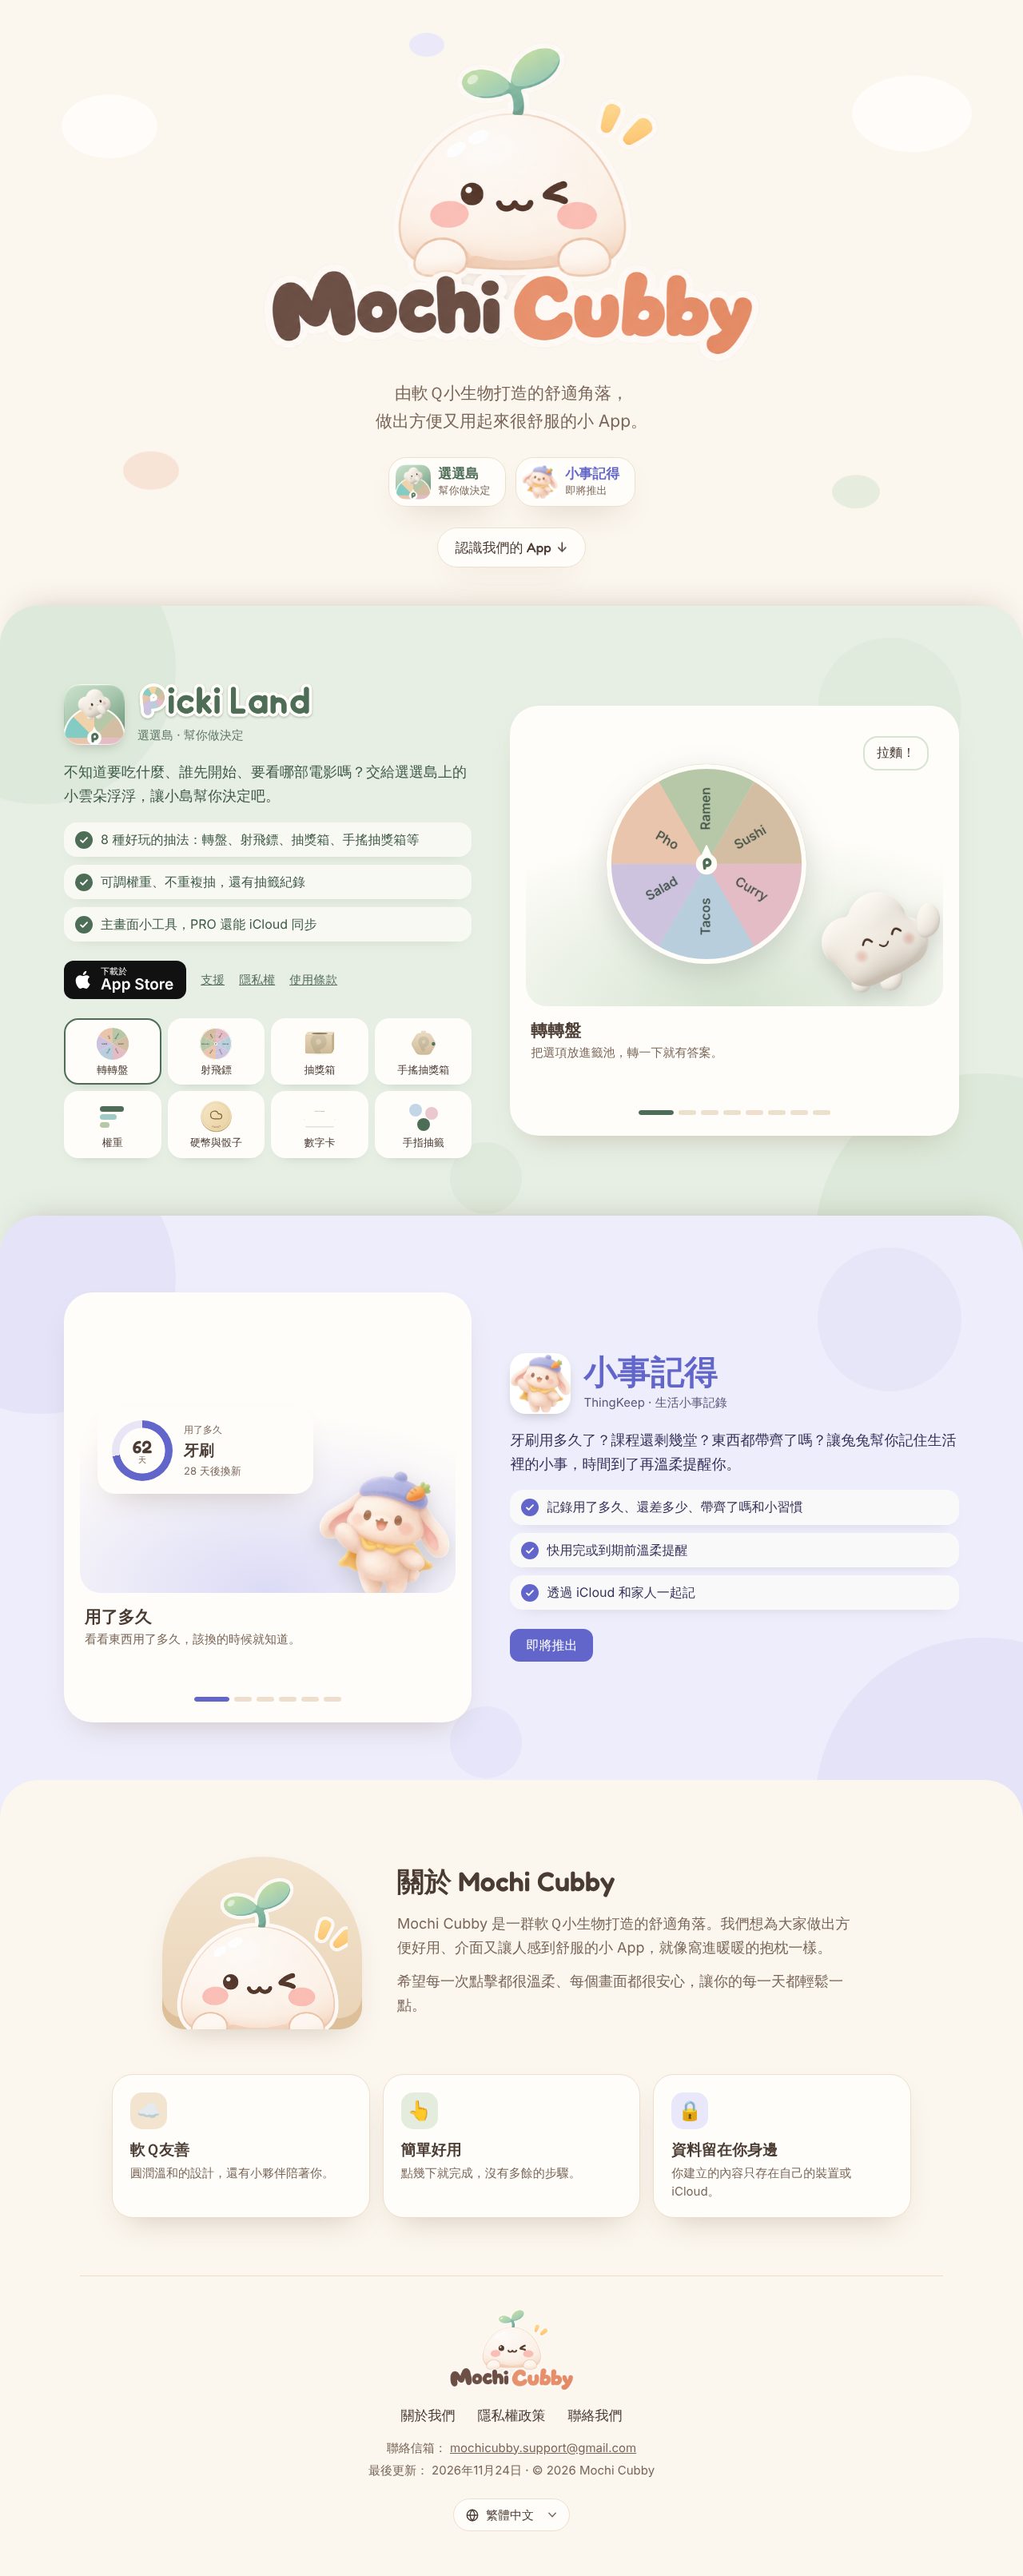 Mochi Cubby
由軟Q小生物打造的舒適角落，
做出方便又用起來很舒服的小 App。
選選島
幫你做決定
小事記得
即將推出
認識我們的 App ↓
Picki Land
選選島 · 幫你做決定
不知道要吃什麼、誰先開始、要看哪部電影嗎？交給選選島上的
小雲朵浮浮，讓小島幫你決定吧。
8 種好玩的抽法：轉盤、射飛鏢、抽獎箱、手搖抽獎箱等
可調權重、不重複抽，還有抽籤紀錄
主畫面小工具，PRO 還能 iCloud 同步
下載於
App Store
支援 隱私權 使用條款
轉轉盤
射飛鏢
抽獎箱
手搖抽獎箱
權重
硬幣與骰子
數字卡
手指抽籤
拉麵！
Ramen
Sushi
Curry
Tacos
Salad
Pho
P
轉轉盤
把選項放進籤池，轉一下就有答案。
62
天
用了多久
牙刷
28 天後換新
用了多久
看看東西用了多久，該換的時候就知道。
小事記得
ThingKeep · 生活小事記錄
牙刷用多久了？課程還剩幾堂？東西都帶齊了嗎？讓兔兔幫你記住生活
裡的小事，時間到了再溫柔提醒你。
記錄用了多久、還差多少、帶齊了嗎和小習慣
快用完或到期前溫柔提醒
透過 iCloud 和家人一起記
即將推出
關於 Mochi Cubby
Mochi Cubby 是一群軟Q小生物打造的舒適角落。我們想為大家做出方
便好用、介面又讓人感到舒服的小 App，就像窩進暖暖的抱枕一樣。
希望每一次點擊都很溫柔、每個畫面都很安心，讓你的每一天都輕鬆一
點。
軟Q友善
圓潤溫和的設計，還有小夥伴陪著你。
簡單好用
點幾下就完成，沒有多餘的步驟。
資料留在你身邊
你建立的內容只存在自己的裝置或
iCloud。
Mochi Cubby
關於我們 隱私權政策 聯絡我們
聯絡信箱： mochicubby.support@gmail.com
最後更新： 2026年11月24日 · © 2026 Mochi Cubby
繁體中文